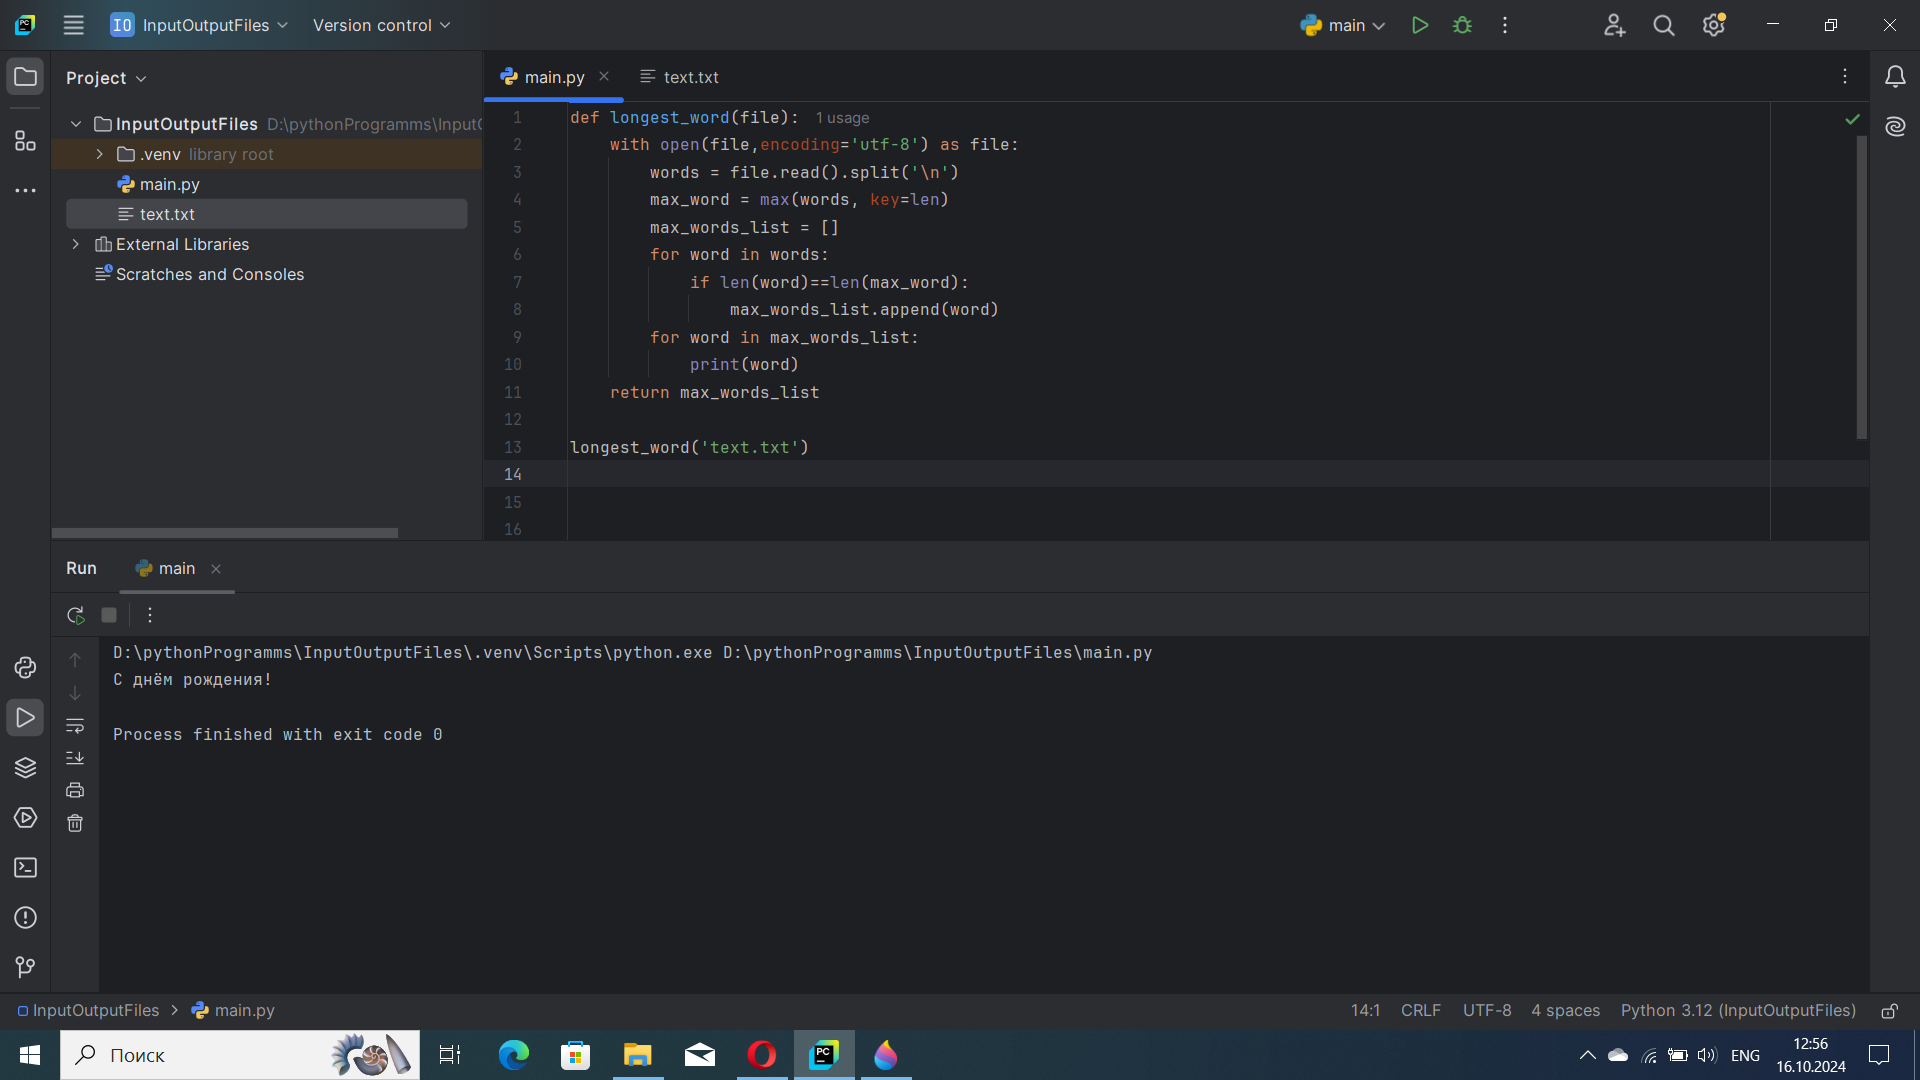 PC
IO InputOutputFiles Version control main
Project
main.py text.txt
InputOutputFiles D:\pythonProgramms\Input
.venv library root
main.py
text.txt
External Libraries
Scratches and Consoles
1 def longest_word(file): 1 usage
2 with open(file,encoding='utf-8') as file:
3 words = file.read().split('\n')
4 max_word = max(words, key=len)
5 max_words_list = []
6 for word in words:
7 if len(word)==len(max_word):
8 max_words_list.append(word)
9 for word in max_words_list:
10 print(word)
11 return max_words_list
12
13 longest_word('text.txt')
14
15
16
Run main
D:\pythonProgramms\InputOutputFiles\.venv\Scripts\python.exe D:\pythonProgramms\InputOutputFiles\main.py
С днём рождения!
Process finished with exit code 0
InputOutputFiles > main.py 14:1 CRLF UTF-8 4 spaces Python 3.12 (InputOutputFiles)
Поиск PC ENG 12:56
16.10.2024